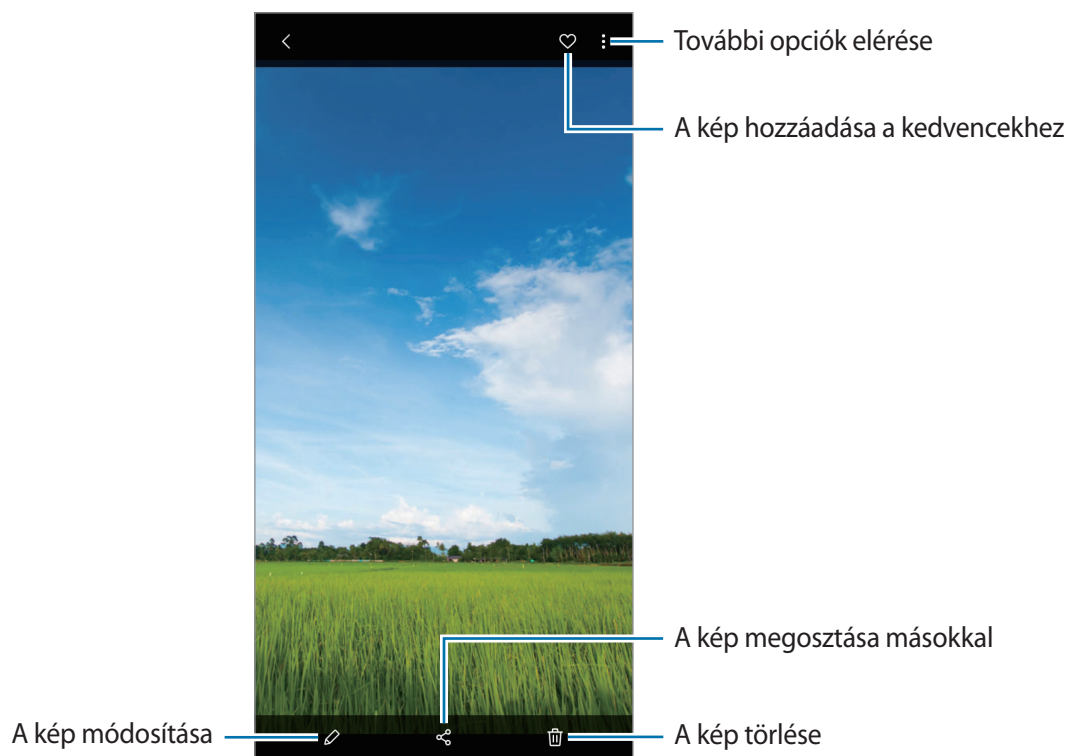 További opciók elérése
A kép hozzáadása a kedvencekhez
A kép megosztása másokkal
A kép módosítása
A kép törlése